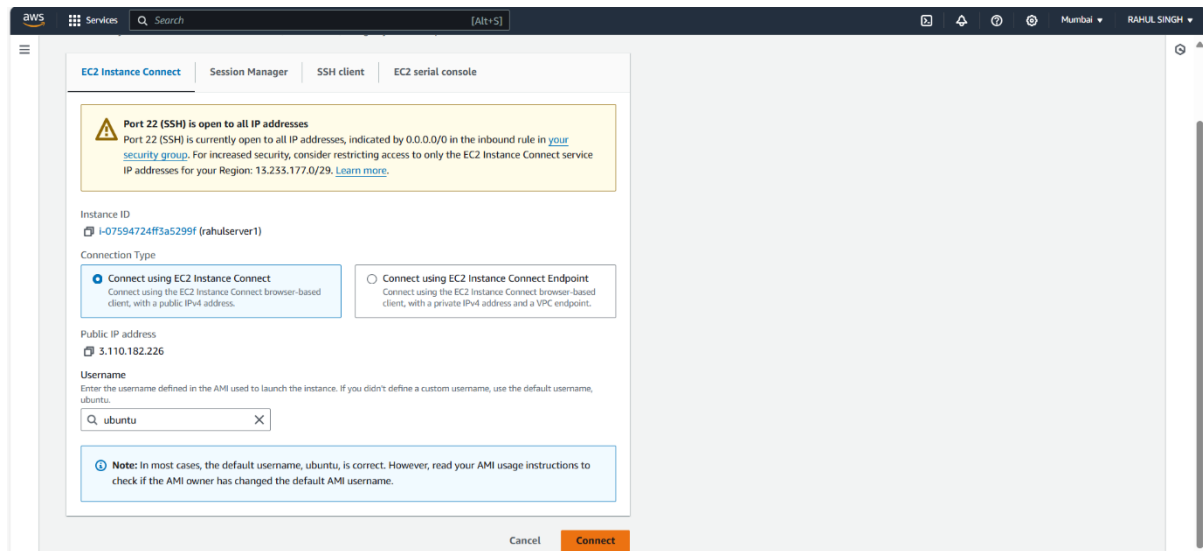 aws Services Search [Alt+S] Mumbai RAHUL SINGH
EC2 Instance Connect Session Manager SSH client EC2 serial console
Port 22 (SSH) is open to all IP addresses
Port 22 (SSH) is currently open to all IP addresses, indicated by 0.0.0.0/0 in the inbound rule in your
security group. For increased security, consider restricting access to only the EC2 Instance Connect service
IP addresses for your Region: 13.233.177.0/29. Learn more.
Instance ID
i-07594724ff3a5299f (rahulserver1)
Connection Type
Connect using EC2 Instance Connect
Connect using the EC2 Instance Connect browser-based
client, with a public IPv4 address.
Connect using EC2 Instance Connect Endpoint
Connect using the EC2 Instance Connect browser-based
client, with a private IPv4 address and a VPC endpoint.
Public IP address
3.110.182.226
Username
Enter the username defined in the AMI used to launch the instance. If you didn't define a custom username, use the default username,
ubuntu.
ubuntu
Note: In most cases, the default username, ubuntu, is correct. However, read your AMI usage instructions to
check if the AMI owner has changed the default AMI username.
Cancel Connect